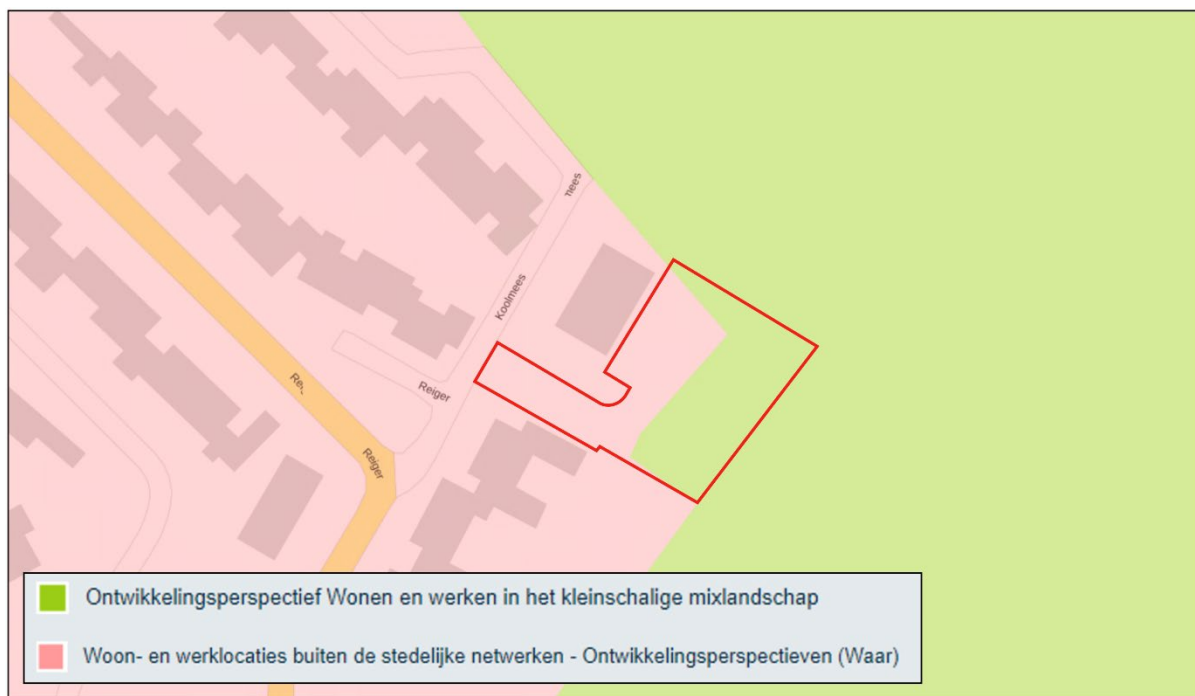 mees
Koolmees
Reiger
Reiger
Ontwikkelingsperspectief Wonen en werken in het kleinschalige mixlandschap
Woon- en werklocaties buiten de stedelijke netwerken - Ontwikkelingsperspectieven (Waar)